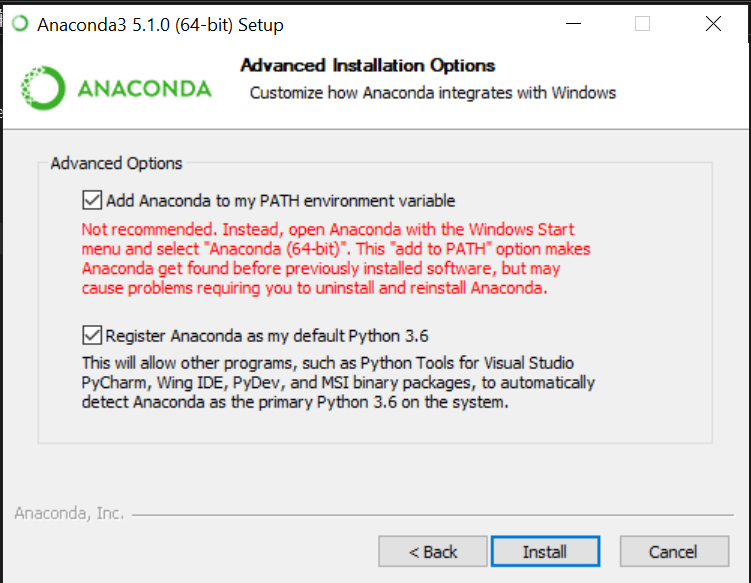 Anaconda3 5.1.0 (64-bit) Setup
ANACONDA
Advanced Installation Options
Customize how Anaconda integrates with Windows
Advanced Options
Add Anaconda to my PATH environment variable
Not recommended. Instead, open Anaconda with the Windows Start
menu and select "Anaconda (64-bit)". This "add to PATH" option makes
Anaconda get found before previously installed software, but may
cause problems requiring you to uninstall and reinstall Anaconda.
Register Anaconda as my default Python 3.6
This will allow other programs, such as Python Tools for Visual Studio
PyCharm, Wing IDE, PyDev, and MSI binary packages, to automatically
detect Anaconda as the primary Python 3.6 on the system.
Anaconda, Inc.
< Back
Install
Cancel